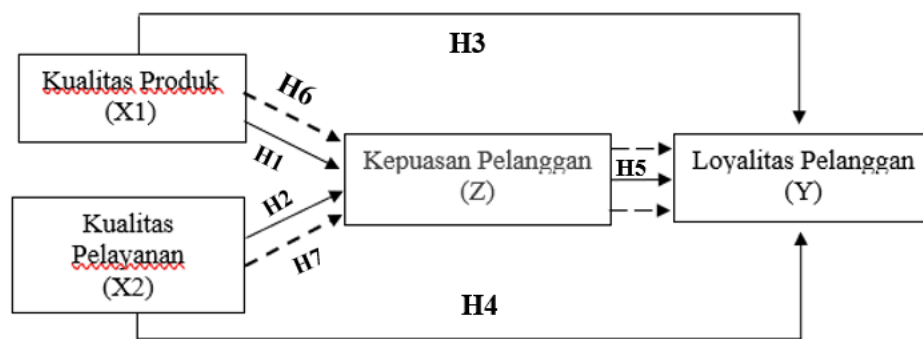 H3
Kualitas Produk
(X1)
H6
H1
Kepuasan Pelanggan
(Z)
H5
Loyalitas Pelanggan
(Y)
Kualitas
Pelayanan
(X2)
H2
H7
H4